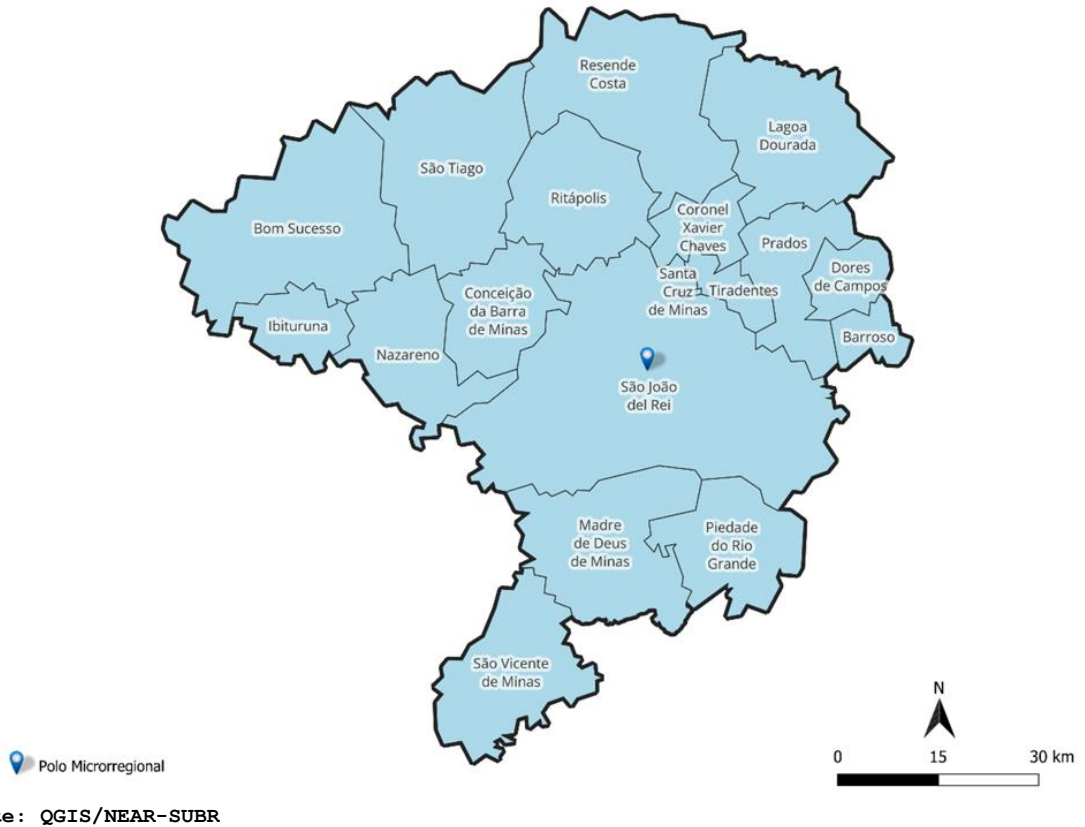 Resende
Costa
Lagoa
Dourada
São Tiago
Ritápolis
Coronel
Xavier
Chaves
Bom Sucesso
Prados
Dores
de Campos
Santa
Cruz
de Minas
Tiradentes
Conceição
da Barra
de Minas
Ibituruna
Barroso
Nazareno
São João
del Rei
Madre
de Deus
de Minas
Piedade
do Rio
Grande
São Vicente
de Minas
N
0 15 30 km
Polo Microrregional
te: QGIS/NEAR-SUBR